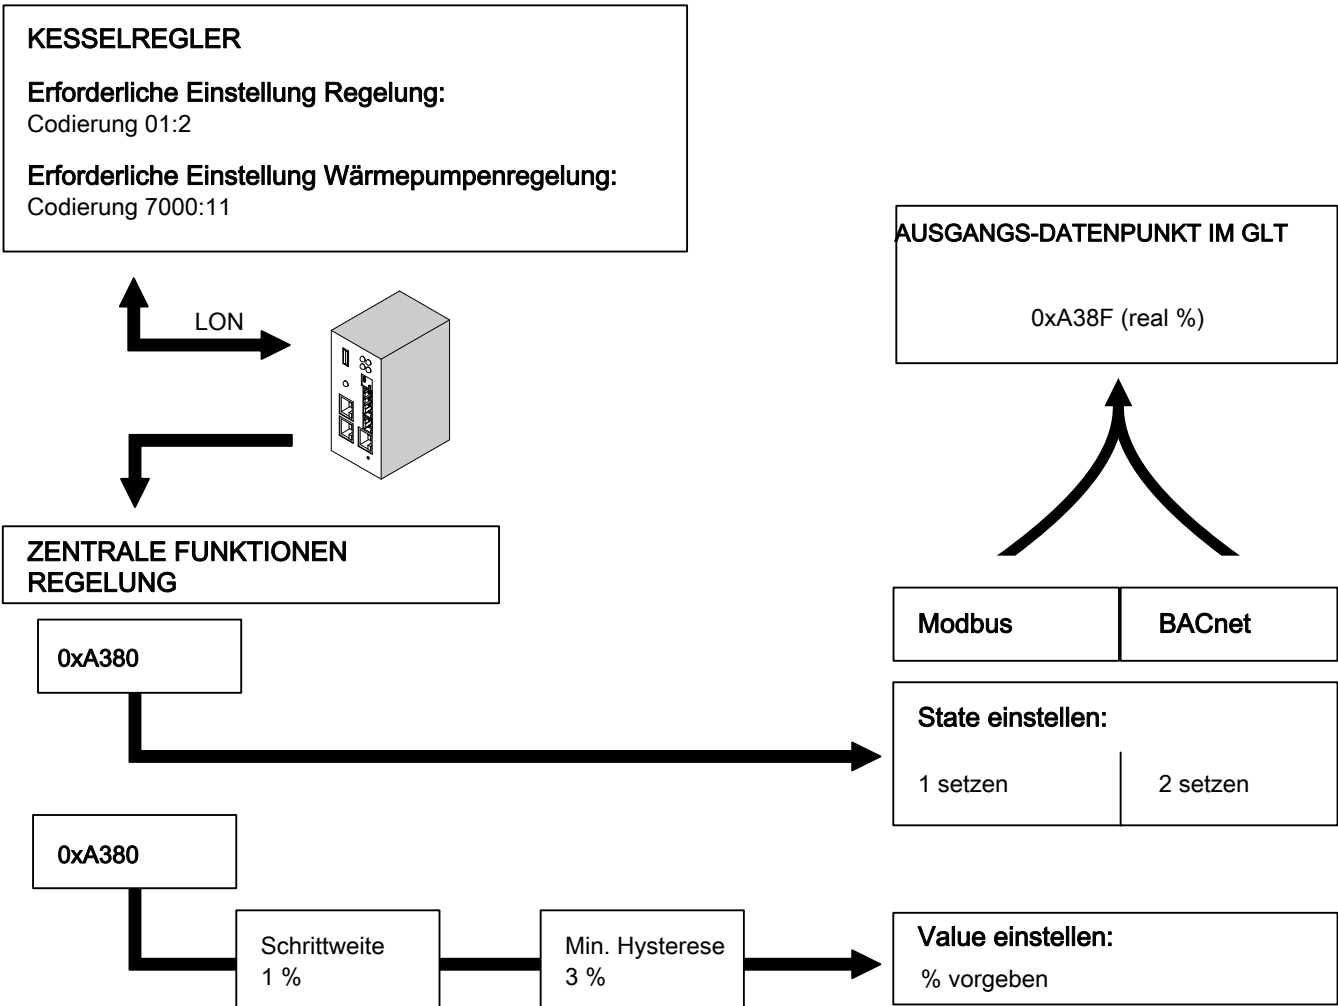 KESSELREGLER
Erforderliche Einstellung Regelung:
Codierung 01:2
Erforderliche Einstellung Wärmepumpenregelung:
Codierung 7000:11
LON
AUSGANGS-DATENPUNKT IM GLT
0xA38F (real %)
ZENTRALE FUNKTIONEN
REGELUNG
Modbus
BACnet
0xA380
State einstellen:
1 setzen
2 setzen
0xA380
Schrittweite
1 %
Min. Hysterese
3 %
Value einstellen:
% vorgeben